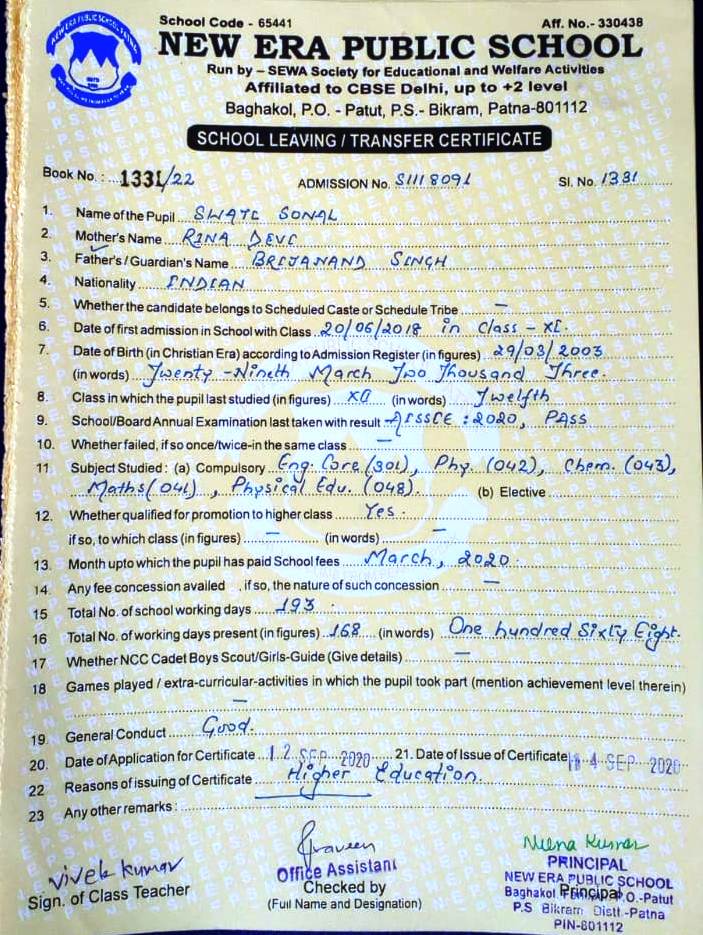 School Code - 65441 Aff. No.- 330438
NEW ERA PUBLIC SCHOOL
Run by – SEWA Society for Educational and Welfare Activities
Affiliated to CBSE Delhi, up to +2 level
Baghakol, P.O. - Patut, P.S.- Bikram, Patna-801112
SCHOOL LEAVING / TRANSFER CERTIFICATE
Book No. : 1331/22 ADMISSION No. S1118091 Sl. No. 1331
1. Name of the Pupil SWATI SONAL
2. Mother's Name RINA DEVI
3. Father's / Guardian's Name BRIJANAND SINGH
4. Nationality INDIAN
5. Whether the candidate belongs to Scheduled Caste or Schedule Tribe —
6. Date of first admission in School with Class 20/06/2018 in Class - XI.
7. Date of Birth (in Christian Era) according to Admission Register (in figures) 29/03/2003
(in words) Twenty-Nineth March Two Thousand Three.
8. Class in which the pupil last studied (in figures) XII (in words) Twelfth
9. School/Board Annual Examination last taken with result AISSCE : 2020, PASS
10. Whether failed, if so once/twice-in the same class —
11 Subject Studied : (a) Compulsory Eng. Core (301), Phy. (042), Chem. (043),
Maths (041), Physical Edu. (048). (b) Elective
12. Whether qualified for promotion to higher class Yes.
if so, to which class (in figures) — (in words) —
13. Month upto which the pupil has paid School fees March, 2020.
14. Any fee concession availed , if so, the nature of such concession —
15 Total No. of school working days 193.
16 Total No. of working days present (in figures) 168 (in words) One hundred Sixty Eight.
17 Whether NCC Cadet Boys Scout/Girls-Guide (Give details) —
18 Games played / extra-curricular-activities in which the pupil took part (mention achievement level therein)
—
19. General Conduct Good.
20. Date of Application for Certificate 12 SEP 2020 21. Date of Issue of Certificate 4 SEP 2020
22 Reasons of issuing of Certificate Higher Education.
23 Any other remarks :
Vivek Kumar
Sign. of Class Teacher
Praveen
Office Assistant
Checked by
(Full Name and Designation)
Neena Kumar
PRINCIPAL
NEW ERA PUBLIC SCHOOL
Baghakol Principal P.O.-Patut
P.S Bikram Distt.-Patna
PIN-801112